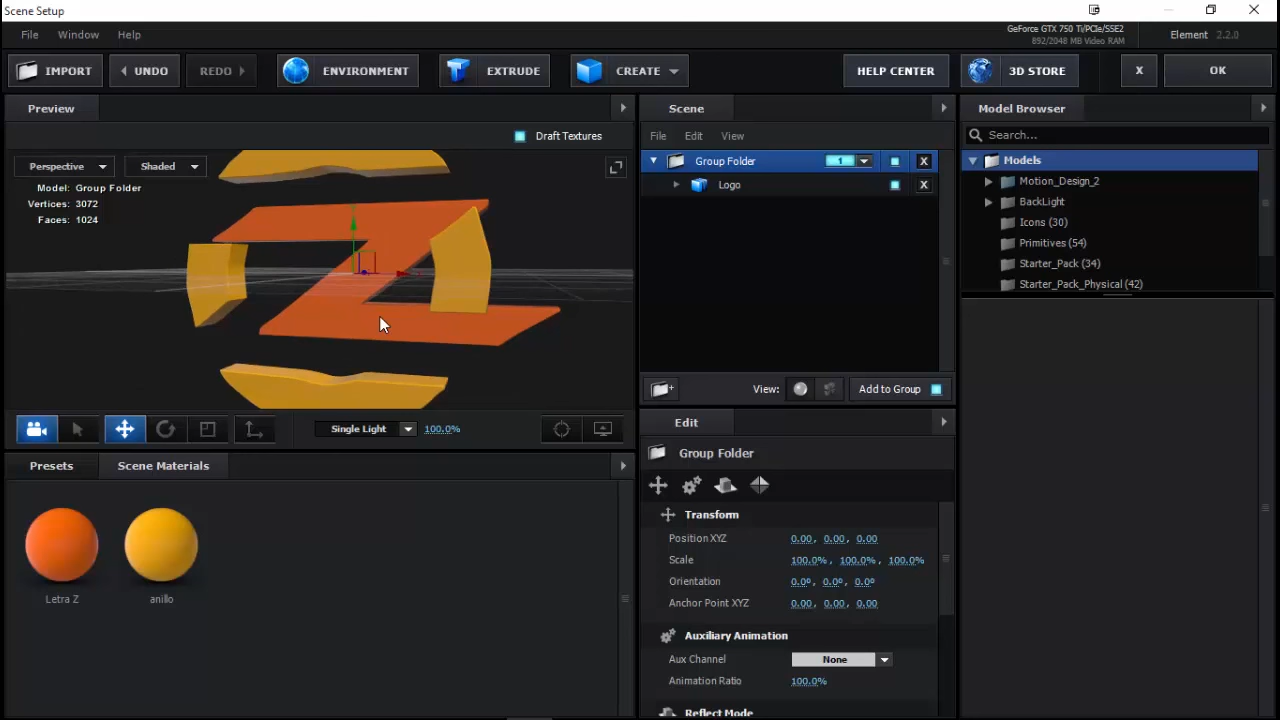 Scene Setup
File Window Help
GeForce GTX 750 Ti/PCIe/SSE2
892/2048 MB Video RAM
Element 2.2.0
IMPORT UNDO REDO ENVIRONMENT EXTRUDE CREATE HELP CENTER 3D STORE X OK
Preview
Draft Textures
Perspective Shaded
Model: Group Folder
Vertices: 3072
Faces: 1024
Single Light 100.0%
Presets Scene Materials
Letra Z anillo
Scene
File Edit View
Group Folder 1 X
Logo X
View: Add to Group
Edit
Group Folder
Transform
Position XYZ 0.00, 0.00, 0.00
Scale 100.0%, 100.0%, 100.0%
Orientation 0.0º, 0.0º, 0.0º
Anchor Point XYZ 0.00, 0.00, 0.00
Auxiliary Animation
Aux Channel None
Animation Ratio 100.0%
Reflect Mode
Model Browser
Search...
Models
Motion_Design_2
BackLight
Icons (30)
Primitives (54)
Starter_Pack (34)
Starter_Pack_Physical (42)